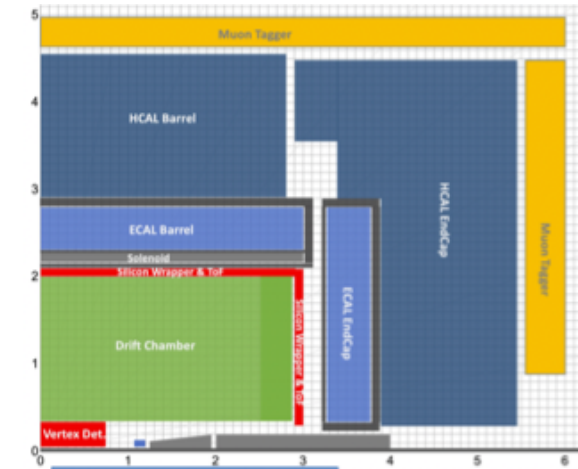 5
Muon Tagger
4
HCAL Barrel
3
HCAL EndCap
ECAL Barrel
Muon Tagger
Solenoid
2
Silicon Wrapper & ToF
ECAL EndCap
Silicon Wrapper & ToF
Drift Chamber
1
Vertex Det.
0
0 1 2 3 4 5 6